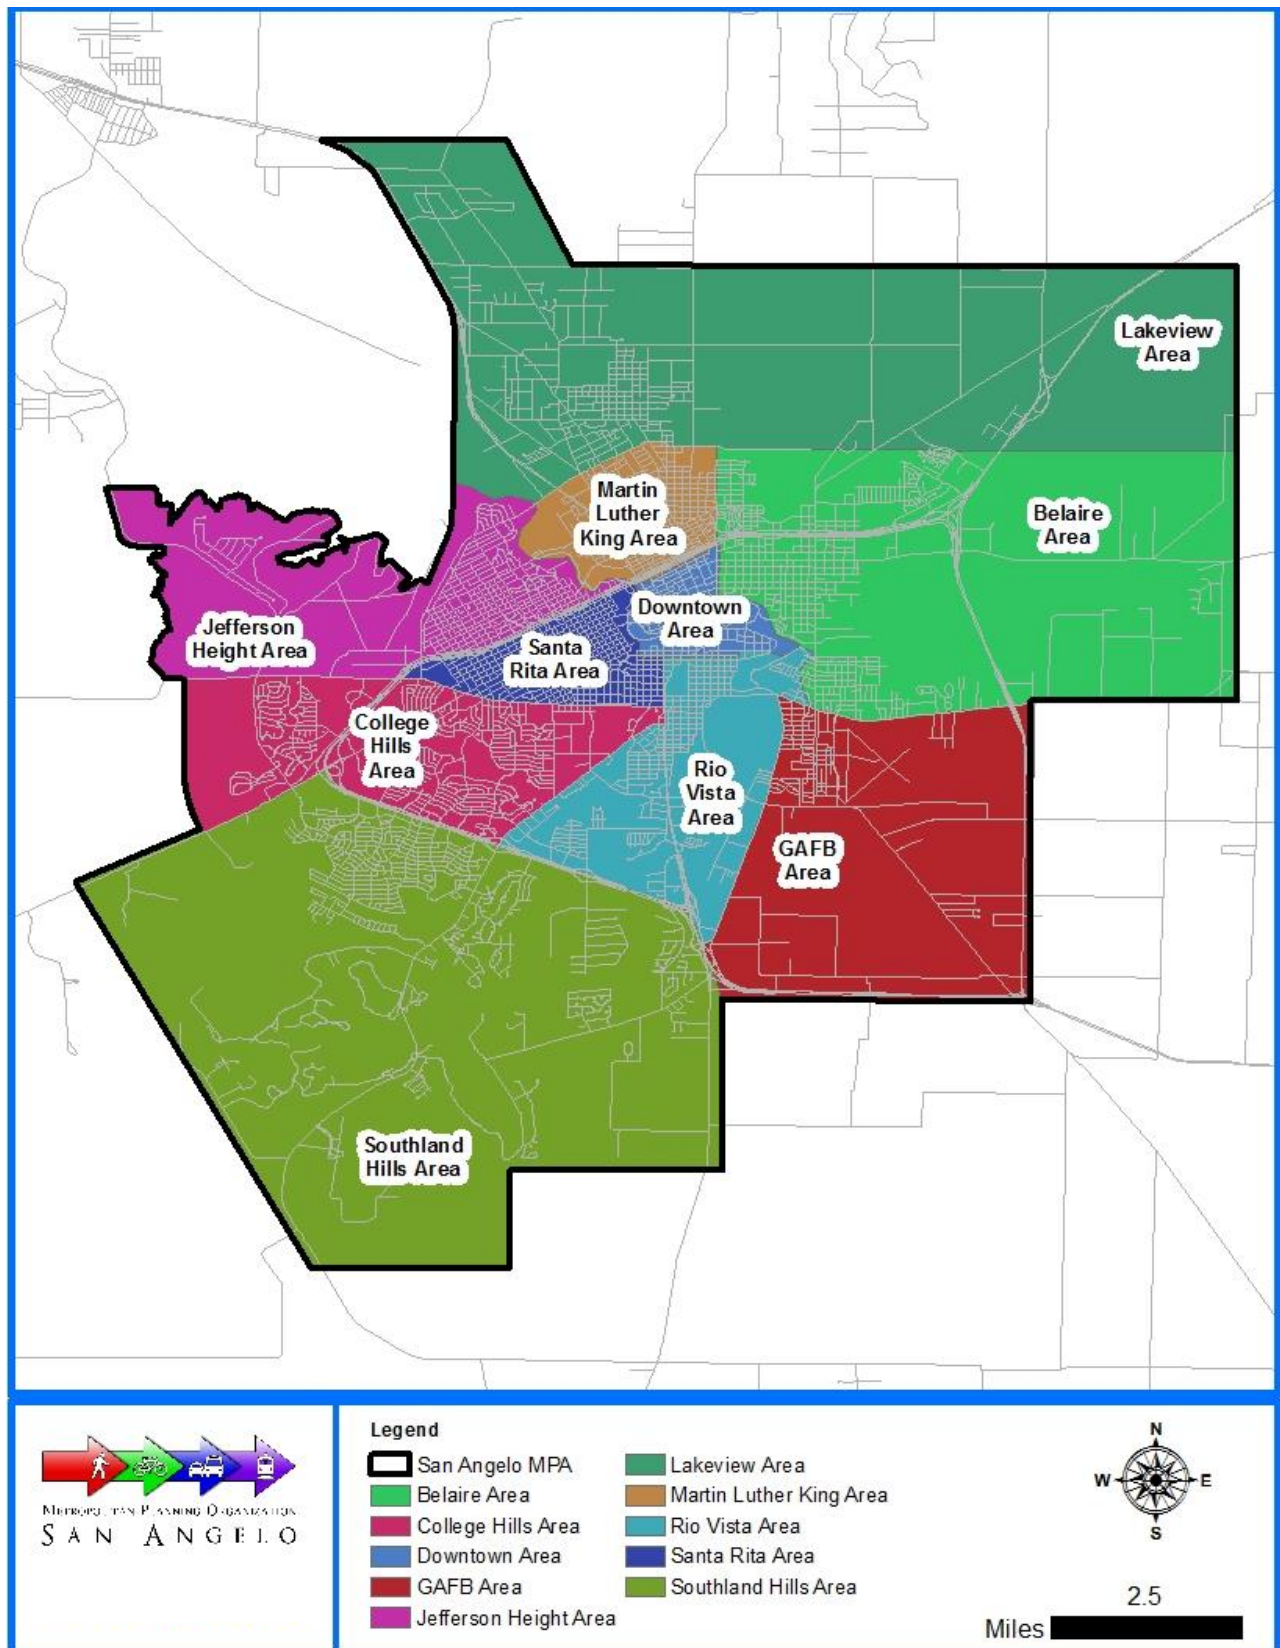 Lakeview
Area
Martin
Luther
King Area
Belaire
Area
Downtown
Area
Jefferson
Height Area
Santa
Rita Area
College
Hills
Area
Rio
Vista
Area
GAFB
Area
Southland
Hills Area
METROPOLITAN PLANNING ORGANIZATION
SAN ANGELO
Legend
San Angelo MPA
Belaire Area
College Hills Area
Downtown Area
GAFB Area
Jefferson Height Area
Lakeview Area
Martin Luther King Area
Rio Vista Area
Santa Rita Area
Southland Hills Area
N
W
E
S
2.5
Miles